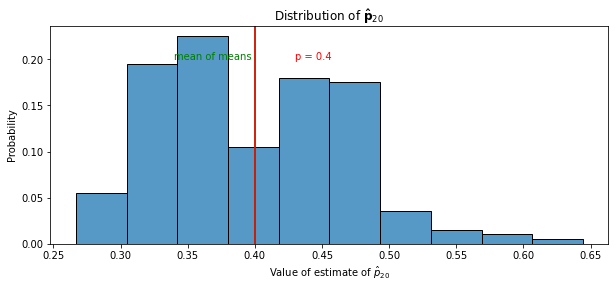 Distribution of p̂₂₀
mean of means
p = 0.4
Probability
0.20
0.15
0.10
0.05
0.00
0.25 0.30 0.35 0.40 0.45 0.50 0.55 0.60 0.65
Value of estimate of p̂₂₀